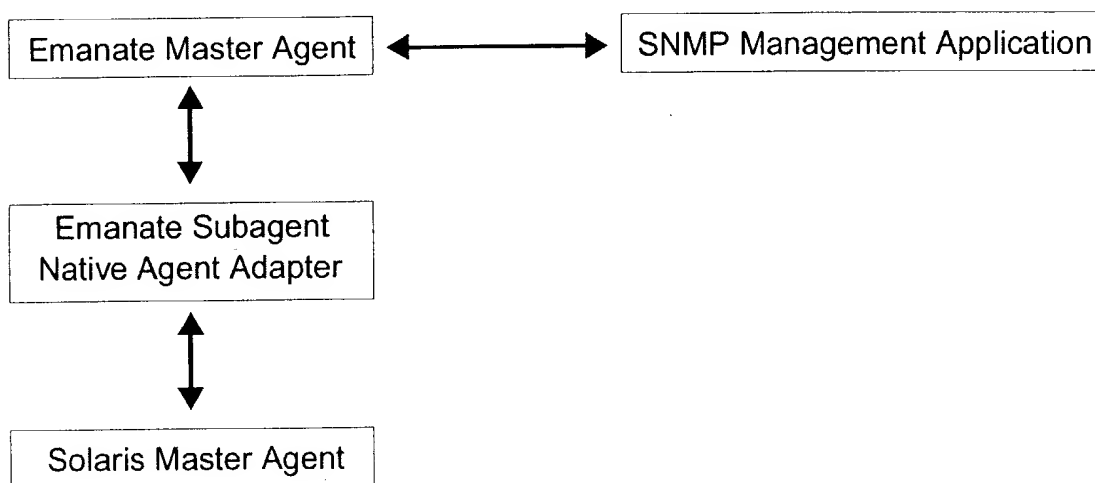 Emanate Master Agent
SNMP Management Application
Emanate Subagent
Native Agent Adapter
Solaris Master Agent